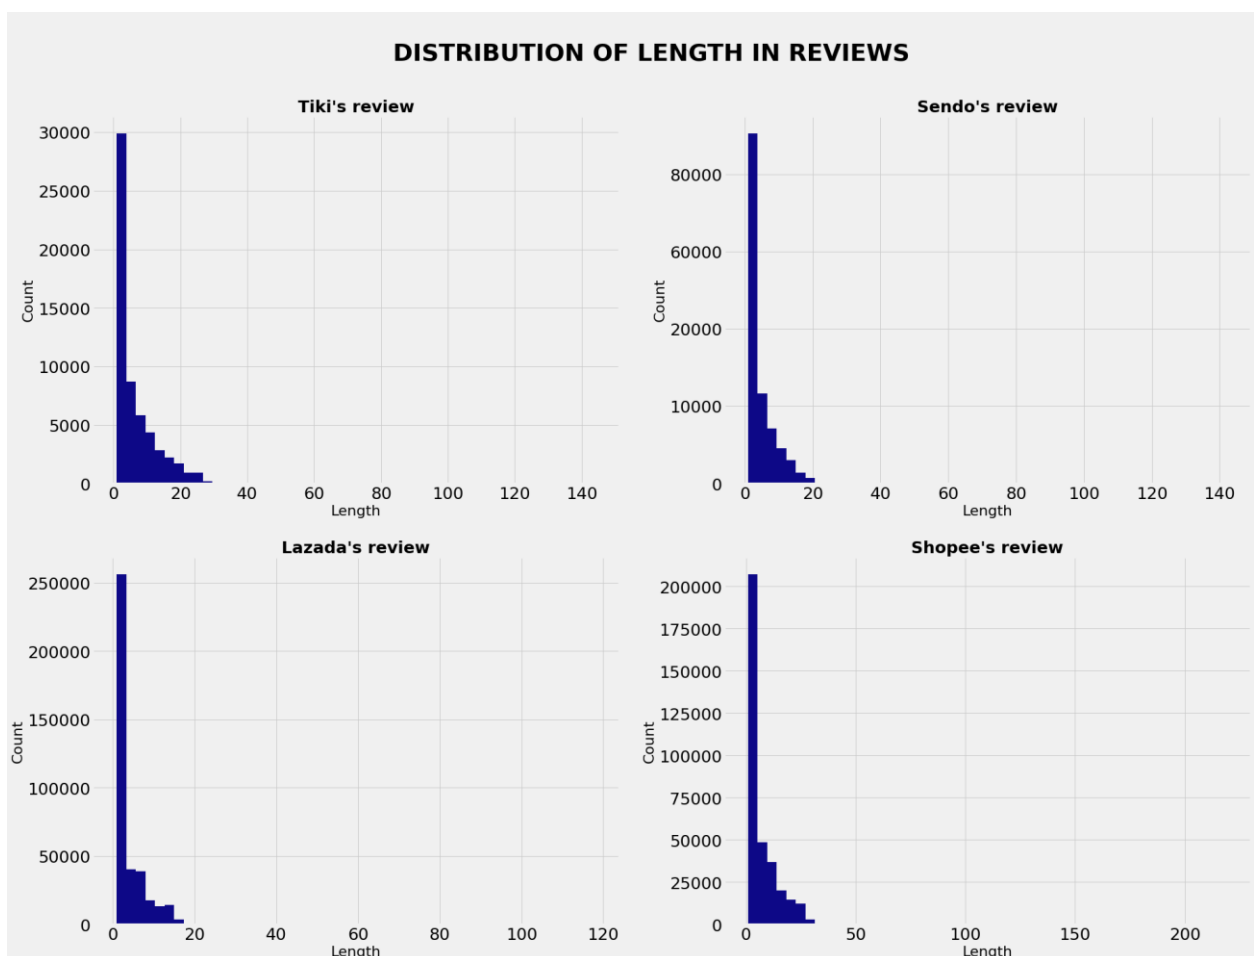 DISTRIBUTION OF LENGTH IN REVIEWS
Tiki's review
30000
25000
20000
15000
10000
5000
0
Count
0 20 40 60 80 100 120 140
Length
Sendo's review
80000
60000
20000
10000
0
Count
0 20 40 60 80 100 120 140
Length
Lazada's review
250000
200000
150000
100000
50000
0
Count
0 20 40 60 80 100 120
Length
Shopee's review
200000
175000
150000
125000
100000
75000
50000
25000
0
Count
0 50 100 150 200
Length